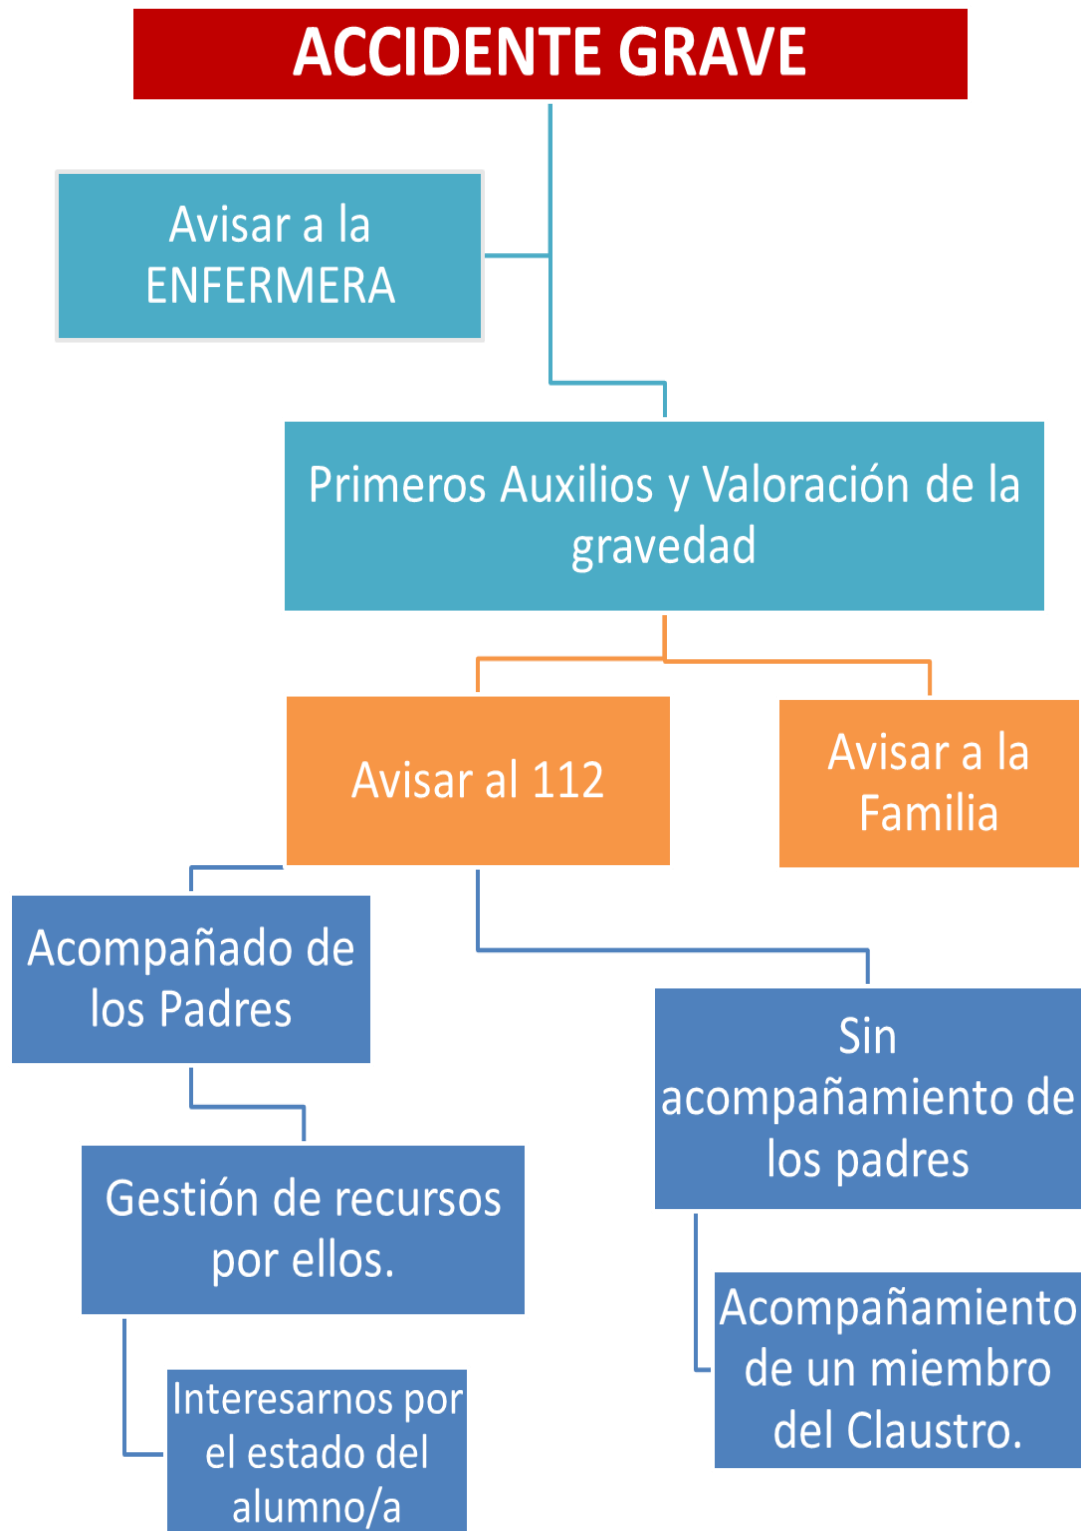 ACCIDENTE GRAVE
Avisar a la
ENFERMERA
Primeros Auxilios y Valoración de la
gravedad
Avisar al 112
Avisar a la
Familia
Acompañado de
los Padres
Sin
acompañamiento de
los padres
Gestión de recursos
por ellos.
Acompañamiento
de un miembro
del Claustro.
Interesarnos por
el estado del
alumno/a